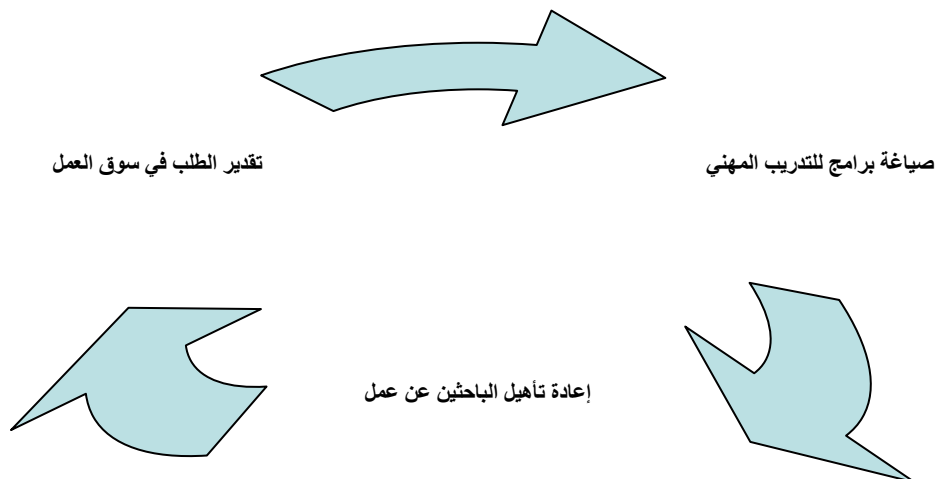 صياغة برامج للتدريب المهني
تقدير الطلب في سوق العمل
إعادة تأهيل الباحثين عن عمل